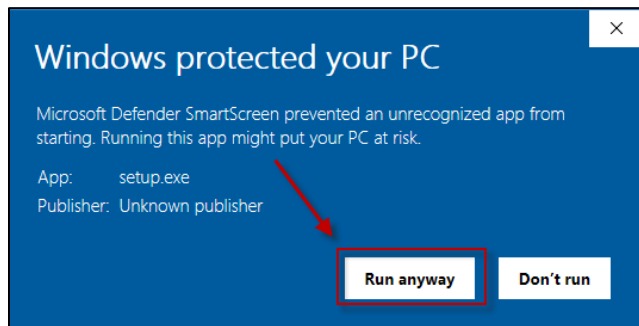 Windows protected your PC
Microsoft Defender SmartScreen prevented an unrecognized app from
starting. Running this app might put your PC at risk.
App: setup.exe
Publisher: Unknown publisher
Run anyway
Don't run